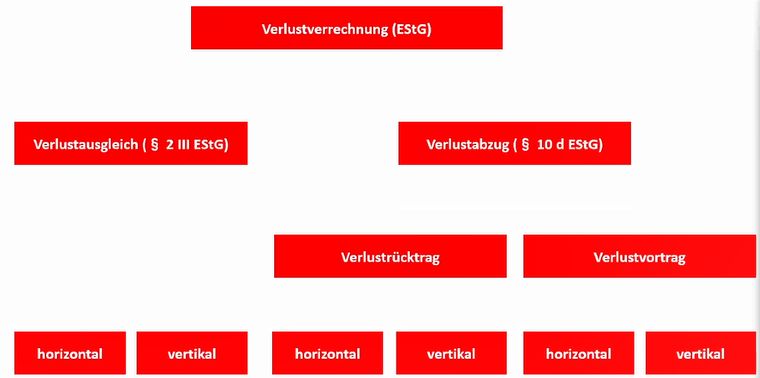 Verlustverrechnung (EStG)
Verlustausgleich ( § 2 III EStG)
Verlustabzug ( § 10 d EStG)
Verlustrücktrag
Verlustvortrag
horizontal
vertikal
horizontal
vertikal
horizontal
vertikal